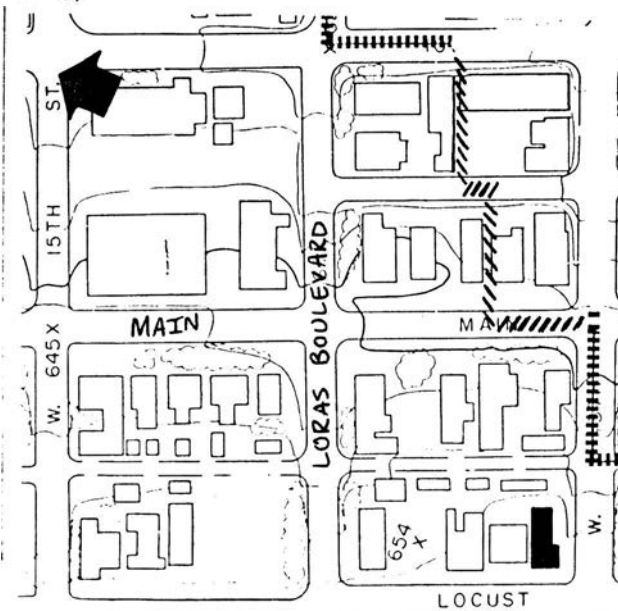 ST.
15TH
W.
645 X
MAIN
LORAS BOULEVARD
MAIN
654
X
W.
LOCUST